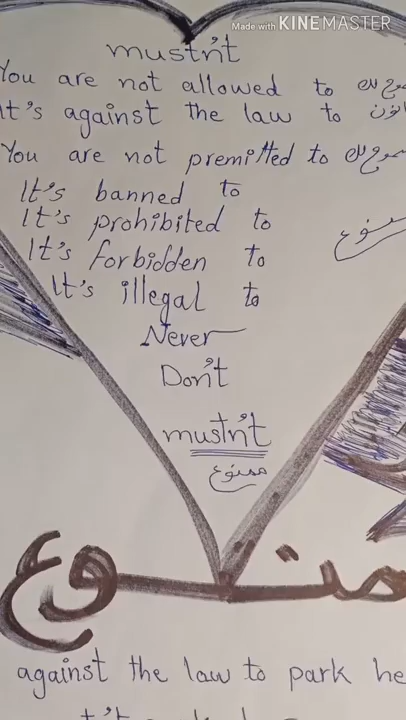 Made with KINEMASTER
mustn't
You are not allowed to
It's against the law to
You are not premitted to
It's banned to
It's prohibited to
It's forbidden to
ممنوع
It's illegal to
Never
Don't
mustn't
ممنوع
ممنوع
against the law to park he